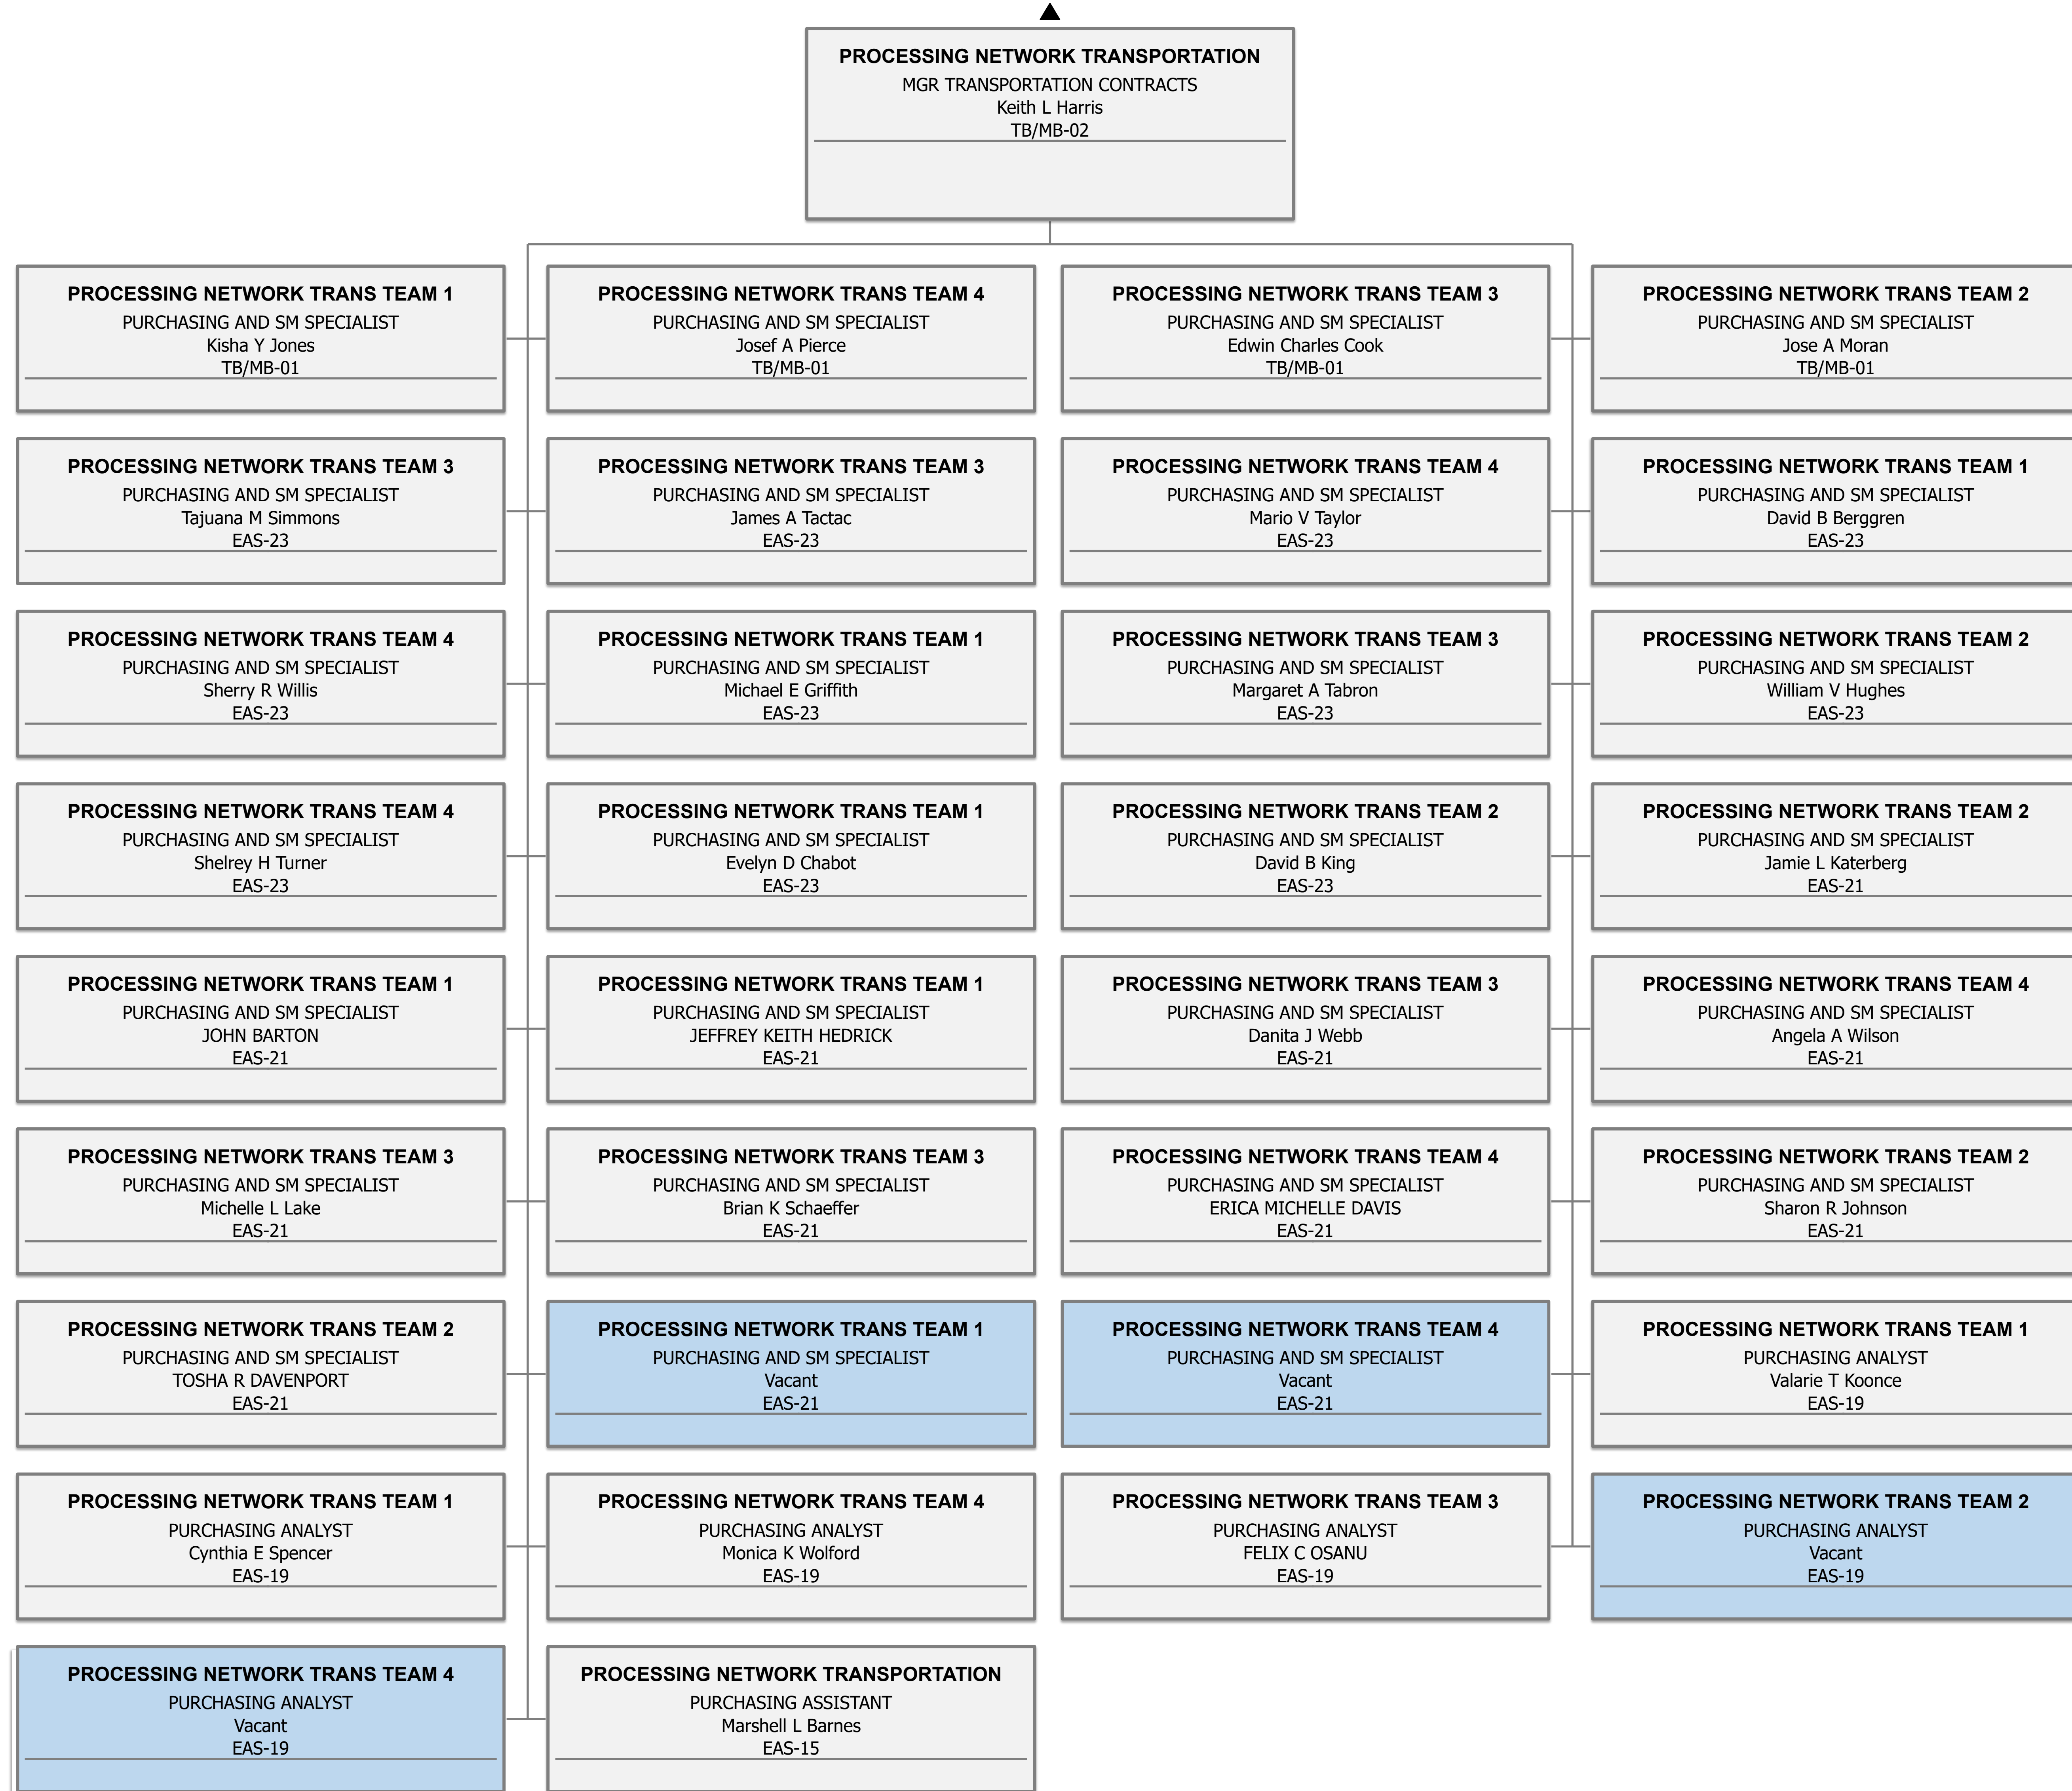 PROCESSING NETWORK TRANSPORTATION
MGR TRANSPORTATION CONTRACTS
Keith L Harris
TB/MB-02
PROCESSING NETWORK TRANS TEAM 1
PURCHASING AND SM SPECIALIST
Kisha Y Jones
TB/MB-01
PROCESSING NETWORK TRANS TEAM 4
PURCHASING AND SM SPECIALIST
Josef A Pierce
TB/MB-01
PROCESSING NETWORK TRANS TEAM 3
PURCHASING AND SM SPECIALIST
Edwin Charles Cook
TB/MB-01
PROCESSING NETWORK TRANS TEAM 2
PURCHASING AND SM SPECIALIST
Jose A Moran
TB/MB-01
PROCESSING NETWORK TRANS TEAM 3
PURCHASING AND SM SPECIALIST
Tajuana M Simmons
EAS-23
PROCESSING NETWORK TRANS TEAM 3
PURCHASING AND SM SPECIALIST
James A Tactac
EAS-23
PROCESSING NETWORK TRANS TEAM 4
PURCHASING AND SM SPECIALIST
Mario V Taylor
EAS-23
PROCESSING NETWORK TRANS TEAM 1
PURCHASING AND SM SPECIALIST
David B Berggren
EAS-23
PROCESSING NETWORK TRANS TEAM 4
PURCHASING AND SM SPECIALIST
Sherry R Willis
EAS-23
PROCESSING NETWORK TRANS TEAM 1
PURCHASING AND SM SPECIALIST
Michael E Griffith
EAS-23
PROCESSING NETWORK TRANS TEAM 3
PURCHASING AND SM SPECIALIST
Margaret A Tabron
EAS-23
PROCESSING NETWORK TRANS TEAM 2
PURCHASING AND SM SPECIALIST
William V Hughes
EAS-23
PROCESSING NETWORK TRANS TEAM 4
PURCHASING AND SM SPECIALIST
Shelrey H Turner
EAS-23
PROCESSING NETWORK TRANS TEAM 1
PURCHASING AND SM SPECIALIST
Evelyn D Chabot
EAS-23
PROCESSING NETWORK TRANS TEAM 2
PURCHASING AND SM SPECIALIST
David B King
EAS-23
PROCESSING NETWORK TRANS TEAM 2
PURCHASING AND SM SPECIALIST
Jamie L Katerberg
EAS-21
PROCESSING NETWORK TRANS TEAM 1
PURCHASING AND SM SPECIALIST
JOHN BARTON
EAS-21
PROCESSING NETWORK TRANS TEAM 1
PURCHASING AND SM SPECIALIST
JEFFREY KEITH HEDRICK
EAS-21
PROCESSING NETWORK TRANS TEAM 3
PURCHASING AND SM SPECIALIST
Danita J Webb
EAS-21
PROCESSING NETWORK TRANS TEAM 4
PURCHASING AND SM SPECIALIST
Angela A Wilson
EAS-21
PROCESSING NETWORK TRANS TEAM 3
PURCHASING AND SM SPECIALIST
Michelle L Lake
EAS-21
PROCESSING NETWORK TRANS TEAM 3
PURCHASING AND SM SPECIALIST
Brian K Schaeffer
EAS-21
PROCESSING NETWORK TRANS TEAM 4
PURCHASING AND SM SPECIALIST
ERICA MICHELLE DAVIS
EAS-21
PROCESSING NETWORK TRANS TEAM 2
PURCHASING AND SM SPECIALIST
Sharon R Johnson
EAS-21
PROCESSING NETWORK TRANS TEAM 2
PURCHASING AND SM SPECIALIST
TOSHA R DAVENPORT
EAS-21
PROCESSING NETWORK TRANS TEAM 1
PURCHASING AND SM SPECIALIST
Vacant
EAS-21
PROCESSING NETWORK TRANS TEAM 4
PURCHASING AND SM SPECIALIST
Vacant
EAS-21
PROCESSING NETWORK TRANS TEAM 1
PURCHASING ANALYST
Valarie T Koonce
EAS-19
PROCESSING NETWORK TRANS TEAM 1
PURCHASING ANALYST
Cynthia E Spencer
EAS-19
PROCESSING NETWORK TRANS TEAM 4
PURCHASING ANALYST
Monica K Wolford
EAS-19
PROCESSING NETWORK TRANS TEAM 3
PURCHASING ANALYST
FELIX C OSANU
EAS-19
PROCESSING NETWORK TRANS TEAM 2
PURCHASING ANALYST
Vacant
EAS-19
PROCESSING NETWORK TRANS TEAM 4
PURCHASING ANALYST
Vacant
EAS-19
PROCESSING NETWORK TRANSPORTATION
PURCHASING ASSISTANT
Marshell L Barnes
EAS-15